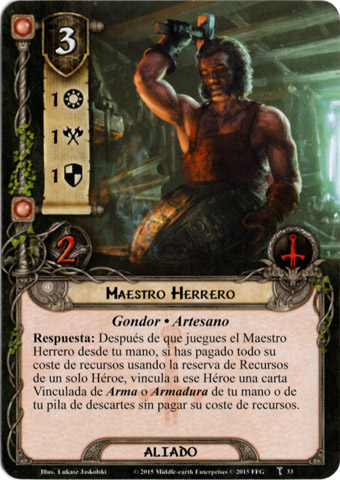 3
1
1
1
2
Maestro Herrero
Gondor • Artesano
Respuesta: Después de que juegues el Maestro
Herrero desde tu mano, si has pagado todo su
coste de recursos usando la reserva de Recursos
de un solo Héroe, vincula a ese Héroe una carta
Vinculada de Arma o Armadura de tu mano o de
tu pila de descartes sin pagar su coste de recursos.
ALIADO
Illus. Lukasz Jaskolski © 2015 Middle-earth Enterprises © 2015 FFG 33